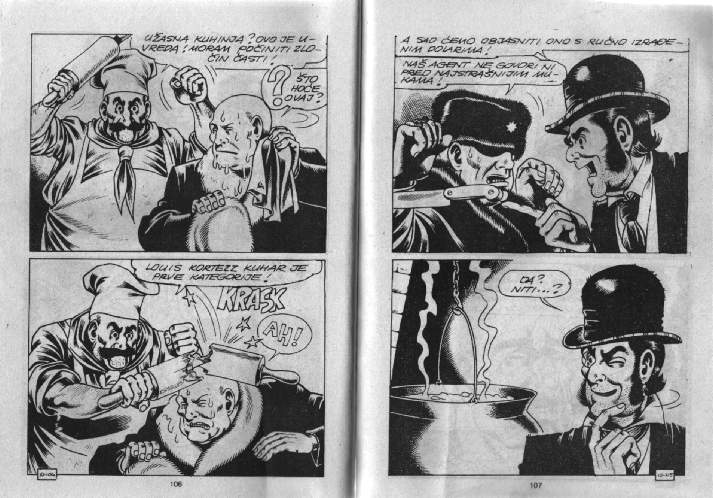 UŽASNA KUHINJA? OVO JE U-
VREDA! MORAM POČINITI ZLO-
ČIN ČASTI!
?
ŠTO
HOĆE
OVAJ?
LOUIS KORTEZZ KUHAR JE
PRVE KATEGORIJE!
KRASK
AH!
106
A SAD ĆEMO OBJASNITI ONO S RUČNO IZRAĐE-
NIM DOLARIMA!
NAŠ AGENT NE GOVORI NI
PRED NAJSTRAŠNIJIM MU-
KAMA!
DA?
NITI...?
107